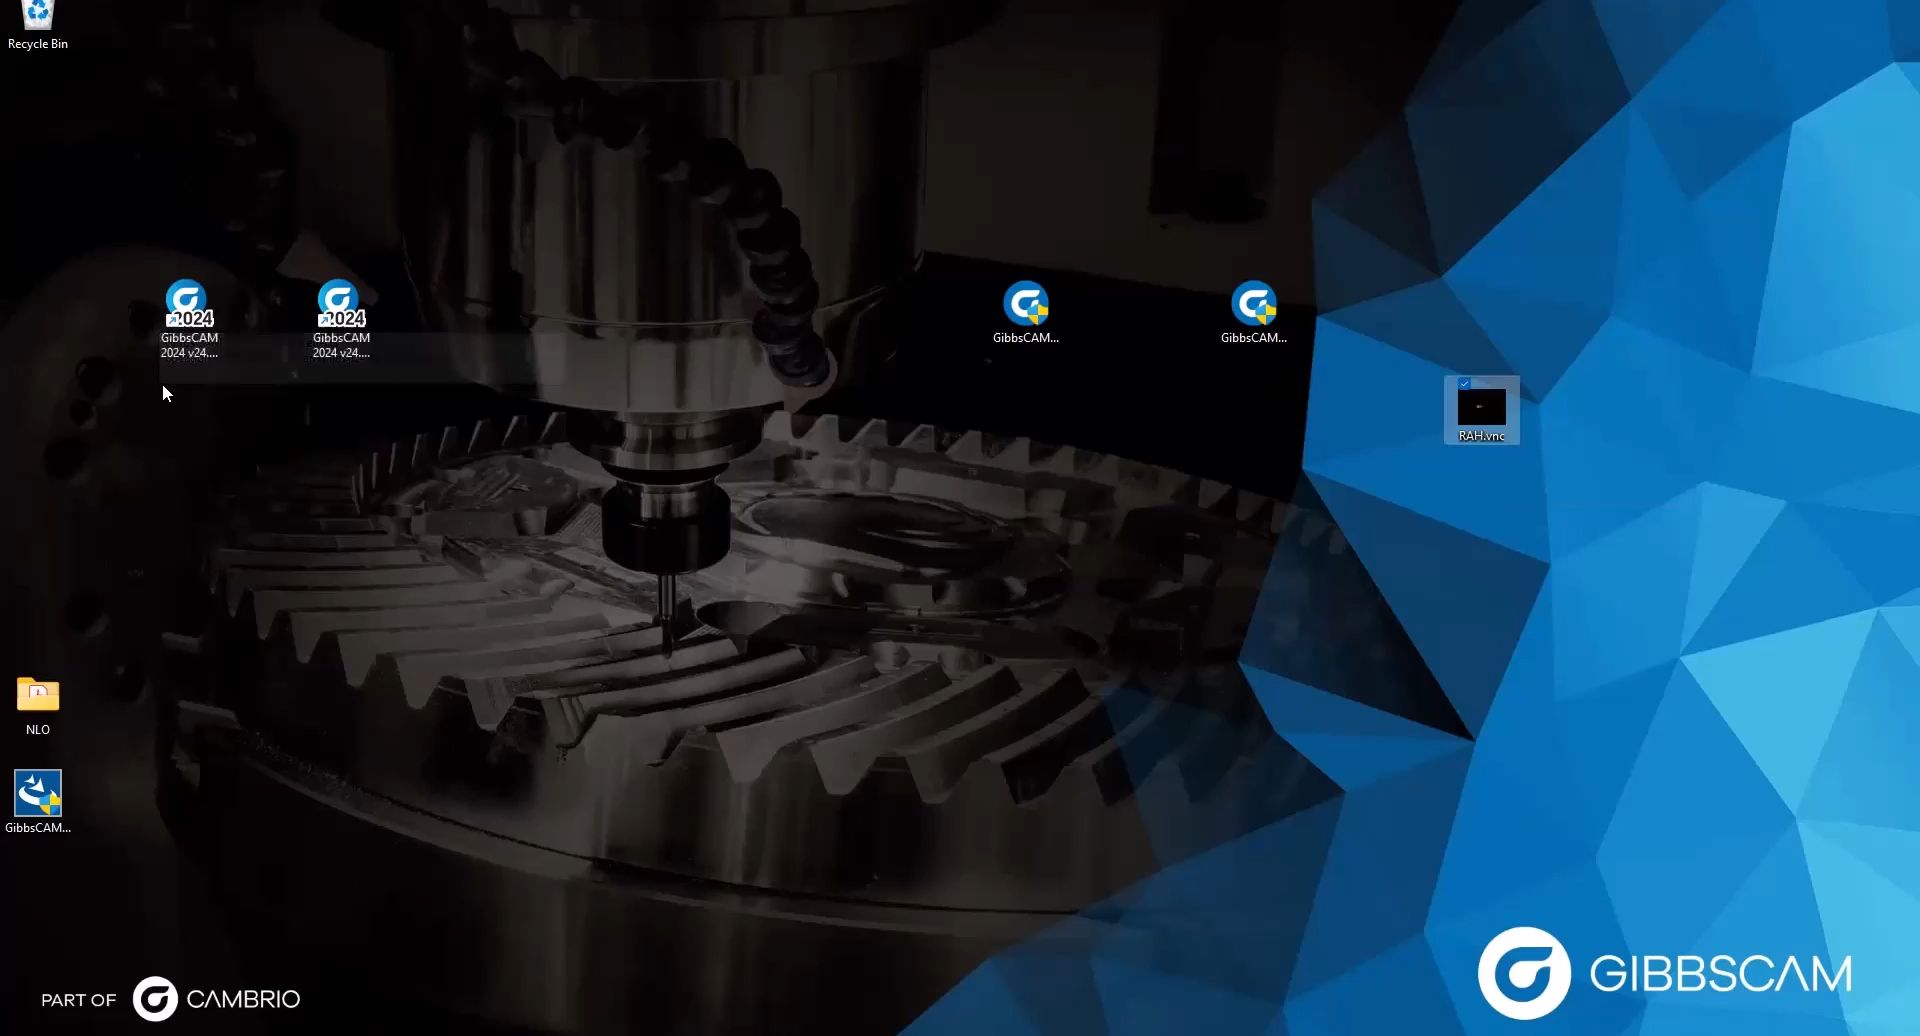 Recycle Bin
2024
GibbsCAM
2024 v24....
2024
GibbsCAM
2024 v24....
GibbsCAM...
GibbsCAM...
RAH.vnc
NLO
GibbsCAM...
PART OF CAMBRIO
GIBBSCAM